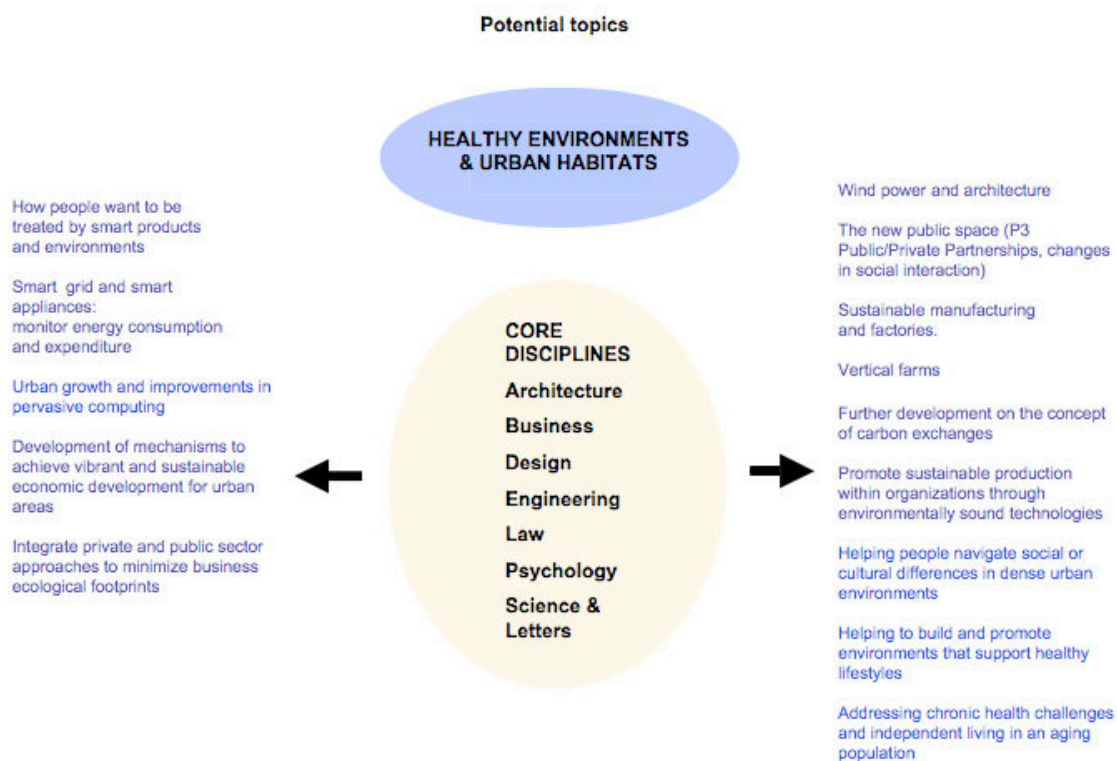 Potential topics
HEALTHY ENVIRONMENTS
& URBAN HABITATS
How people want to be
treated by smart products
and environments
Smart grid and smart
appliances:
monitor energy consumption
and expenditure
Urban growth and improvements in
pervasive computing
Development of mechanisms to
achieve vibrant and sustainable
economic development for urban
areas
Integrate private and public sector
approaches to minimize business
ecological footprints
CORE
DISCIPLINES
Architecture
Business
Design
Engineering
Law
Psychology
Science &
Letters
Wind power and architecture
The new public space (P3
Public/Private Partnerships, changes
in social interaction)
Sustainable manufacturing
and factories.
Vertical farms
Further development on the concept
of carbon exchanges
Promote sustainable production
within organizations through
environmentally sound technologies
Helping people navigate social or
cultural differences in dense urban
environments
Helping to build and promote
environments that support healthy
lifestyles
Addressing chronic health challenges
and independent living in an aging
population